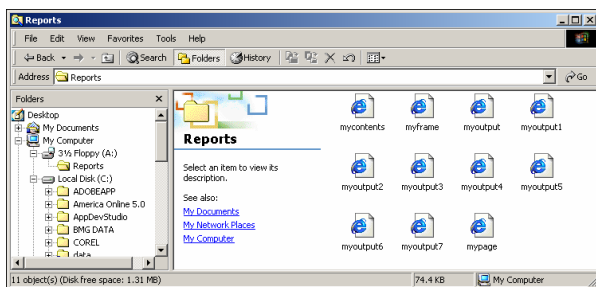 Reports
File Edit View Favorites Tools Help
Back Search Folders History
Address Reports Go
Folders
Desktop
My Documents
My Computer
3½ Floppy (A:)
Reports
Local Disk (C:)
ADOBEAPP
America Online 5.0
AppDevStudio
BMG DATA
COREL
data
Reports
Select an item to view its
description.
See also:
My Documents
My Network Places
My Computer
mycontents myframe myoutput myoutput1
myoutput2 myoutput3 myoutput4 myoutput5
myoutput6 myoutput7 mypage
11 object(s) (Disk free space: 1.31 MB) 74.4 KB My Computer